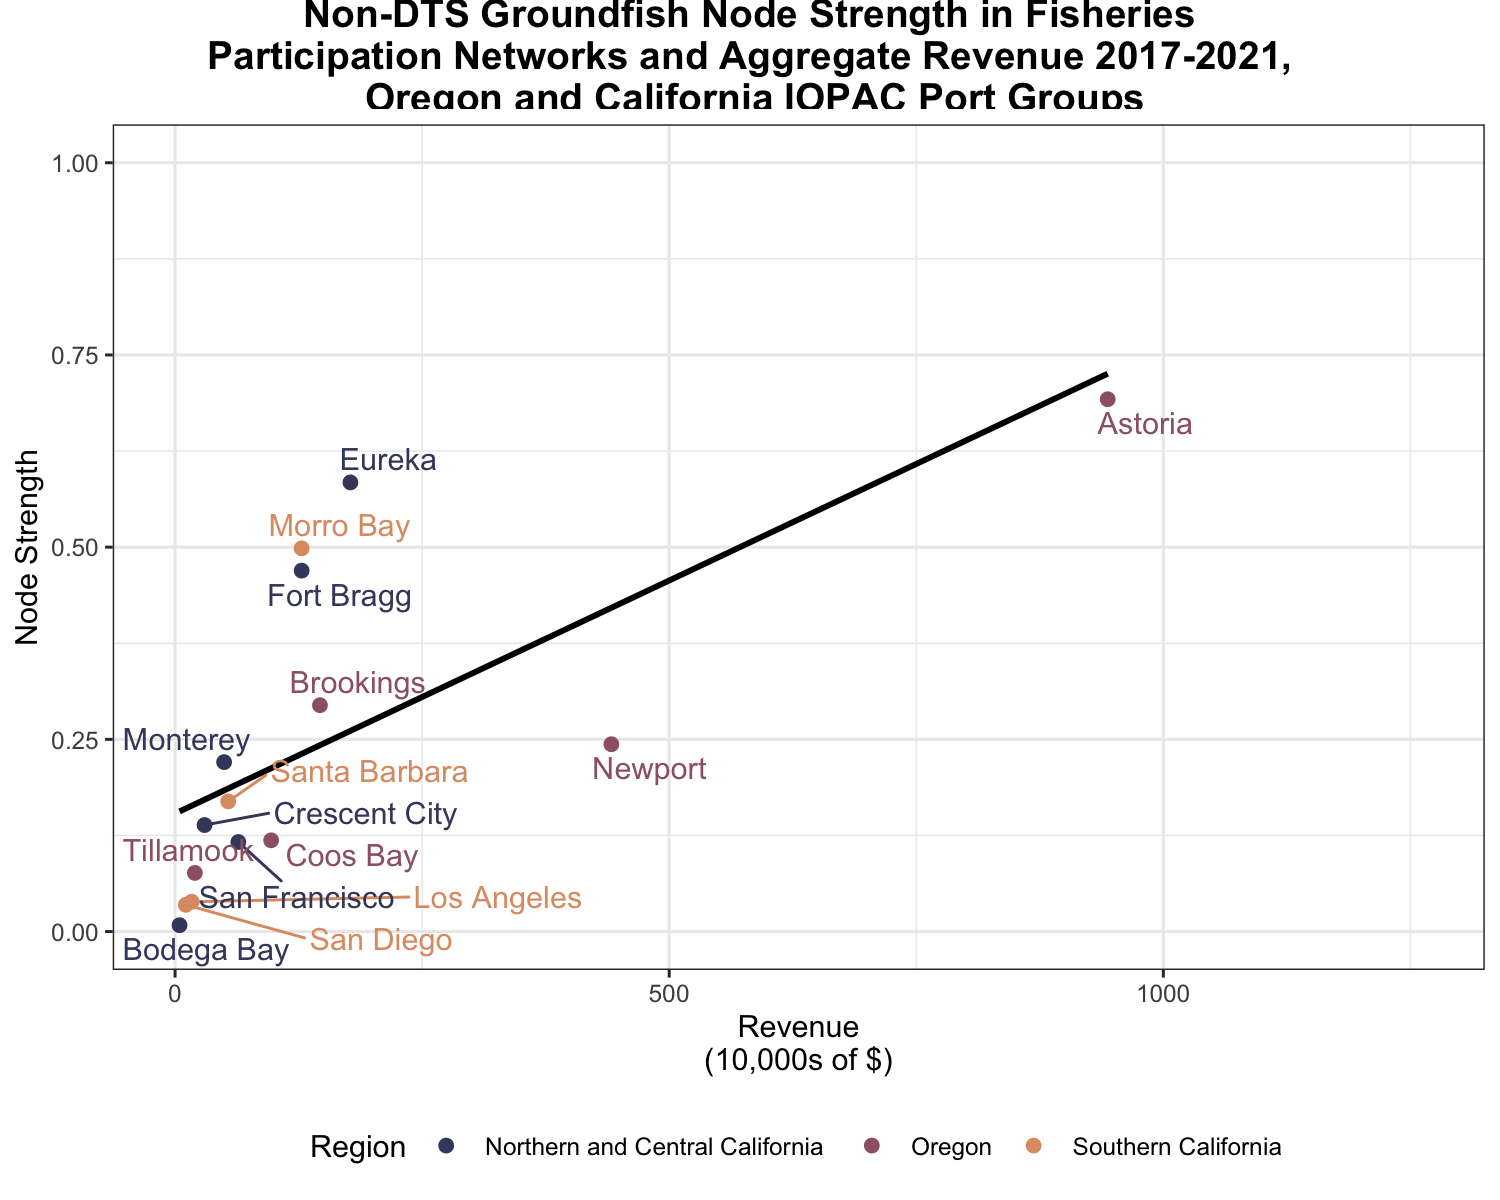 Non-DTS Groundfish Node Strength in Fisheries
Participation Networks and Aggregate Revenue 2017-2021,
Oregon and California IOPAC Port Groups
1.00
0.75
0.50
0.25
0.00
Node Strength
Astoria
Eureka
Morro Bay
Fort Bragg
Brookings
Monterey
Newport
Santa Barbara
Crescent City
Tillamook
Coos Bay
San Francisco
Los Angeles
San Diego
Bodega Bay
0
500
1000
Revenue
(10,000s of $)
Region
Northern and Central California
Oregon
Southern California